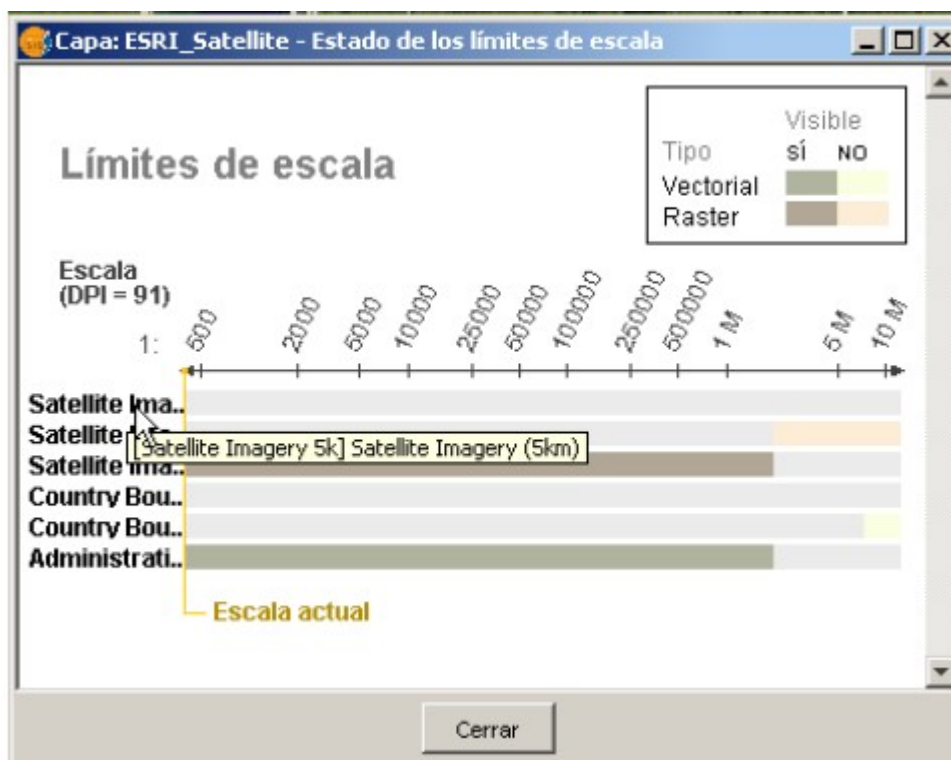 Capa: ESRI_Satellite - Estado de los límites de escala
Límites de escala
Visible
Tipo SÍ NO
Vectorial
Raster
Escala
(DPI = 91)
1: 500 2000 5000 10000 25000 50000 100000 250000 500000 1 M 5 M 10 M
Satellite Ima..
Satellite
[Satellite Imagery 5k] Satellite Imagery (5km)
Satellite Ima..
Country Bou..
Country Bou..
Administrati..
Escala actual
Cerrar